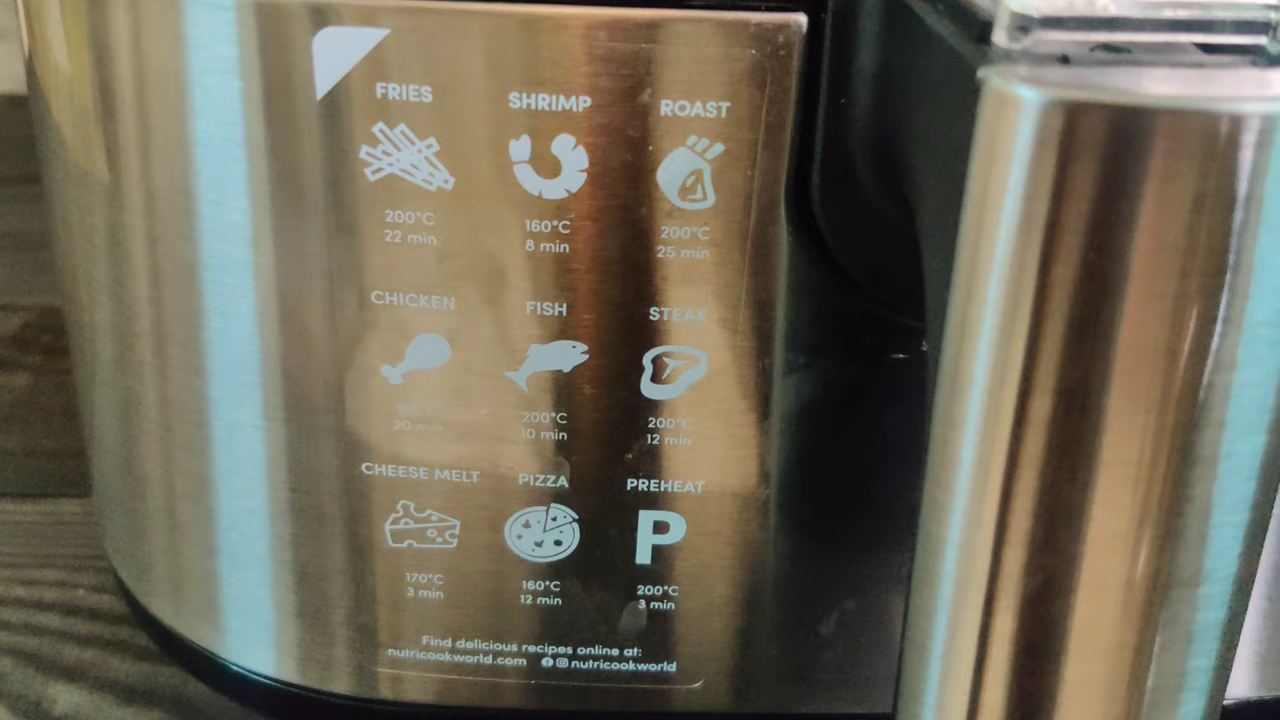 FRIES
200°C
22 min
SHRIMP
160°C
8 min
ROAST
200°C
25 min
CHICKEN
20 min
FISH
200°C
10 min
STEAK
200°C
12 min
CHEESE MELT
170°C
3 min
PIZZA
160°C
12 min
PREHEAT
P
200°C
3 min
Find delicious recipes online at:
nutricookworld.com nutricookworld